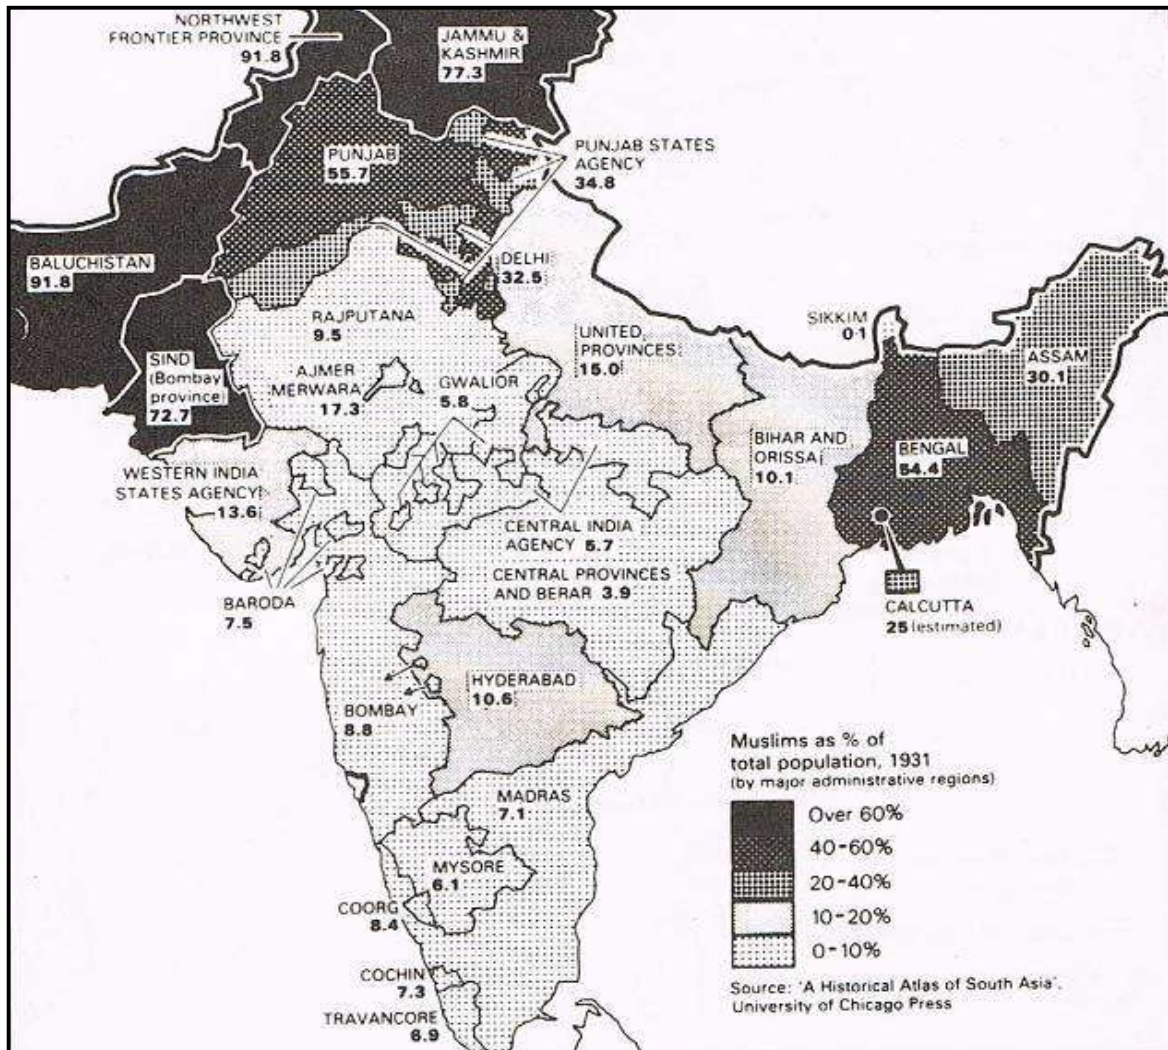 NORTHWEST
FRONTIER PROVINCE
91.8
JAMMU &
KASHMIR
77.3
PUNJAB
55.7
PUNJAB STATES
AGENCY
34.8
BALUCHISTAN
91.8
DELHI
32.5
RAJPUTANA
9.5
SIND
(Bombay
province)
72.7
AJMER
MERWARA
17.3
GWALIOR
5.8
UNITED
PROVINCES
15.0
SIKKIM
0·1
ASSAM
30.1
WESTERN INDIA
STATES AGENCY
13.6
BIHAR AND
ORISSA
10.1
BENGAL
54.4
CENTRAL INDIA
AGENCY 5.7
CENTRAL PROVINCES
AND BERAR 3.9
BARODA
7.5
CALCUTTA
25 (estimated)
HYDERABAD
10.6
BOMBAY
8.8
MADRAS
7.1
MYSORE
6.1
COORG
8.4
COCHIN
7.3
TRAVANCORE
6.9
Muslims as % of
total population, 1931
(by major administrative regions)
Over 60%
40-60%
20-40%
10-20%
0-10%
Source: 'A Historical Atlas of South Asia',
University of Chicago Press